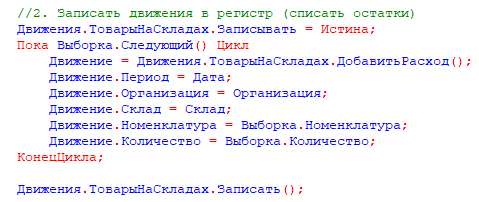 //2. Записать движения в регистр (списать остатки)
Движения.ТоварыНаСкладах.Записывать = Истина;
Пока Выборка.Следующий() Цикл
Движение = Движения.ТоварыНаСкладах.ДобавитьРасход();
Движение.Период = Дата;
Движение.Организация = Организация;
Движение.Склад = Склад;
Движение.Номенклатура = Выборка.Номенклатура;
Движение.Количество = Выборка.Количество;
КонецЦикла;
Движения.ТоварыНаСкладах.Записать();